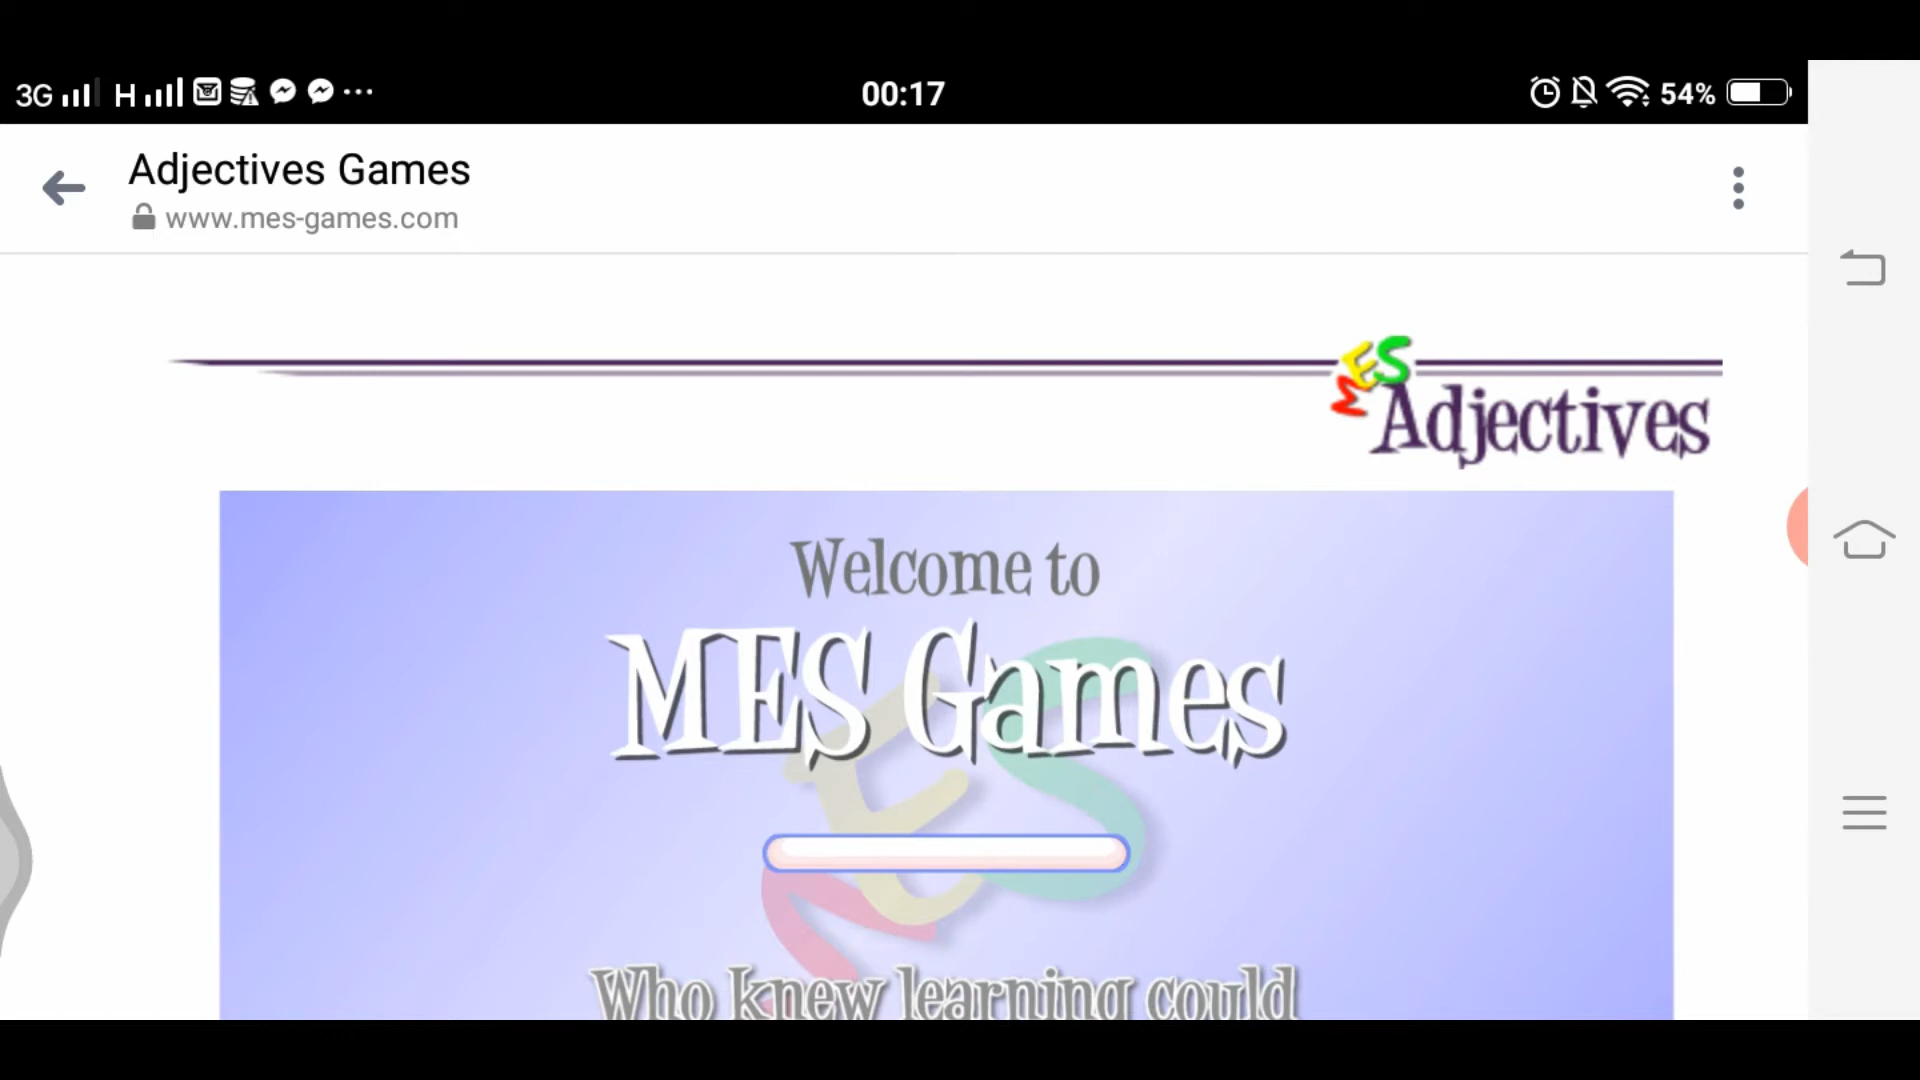 3G H 00:17 54%
Adjectives Games
www.mes-games.com
MES
Adjectives
Welcome to
MES Games
MES
Who knew learning could